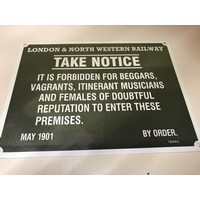 LONDON & NORTH WESTERN RAILWAY
TAKE NOTICE
IT IS FORBIDDEN FOR BEGGARS,
VAGRANTS, ITINERANT MUSICIANS
AND FEMALES OF DOUBTFUL
REPUTATION TO ENTER THESE
PREMISES.
MAY 1901 BY ORDER.